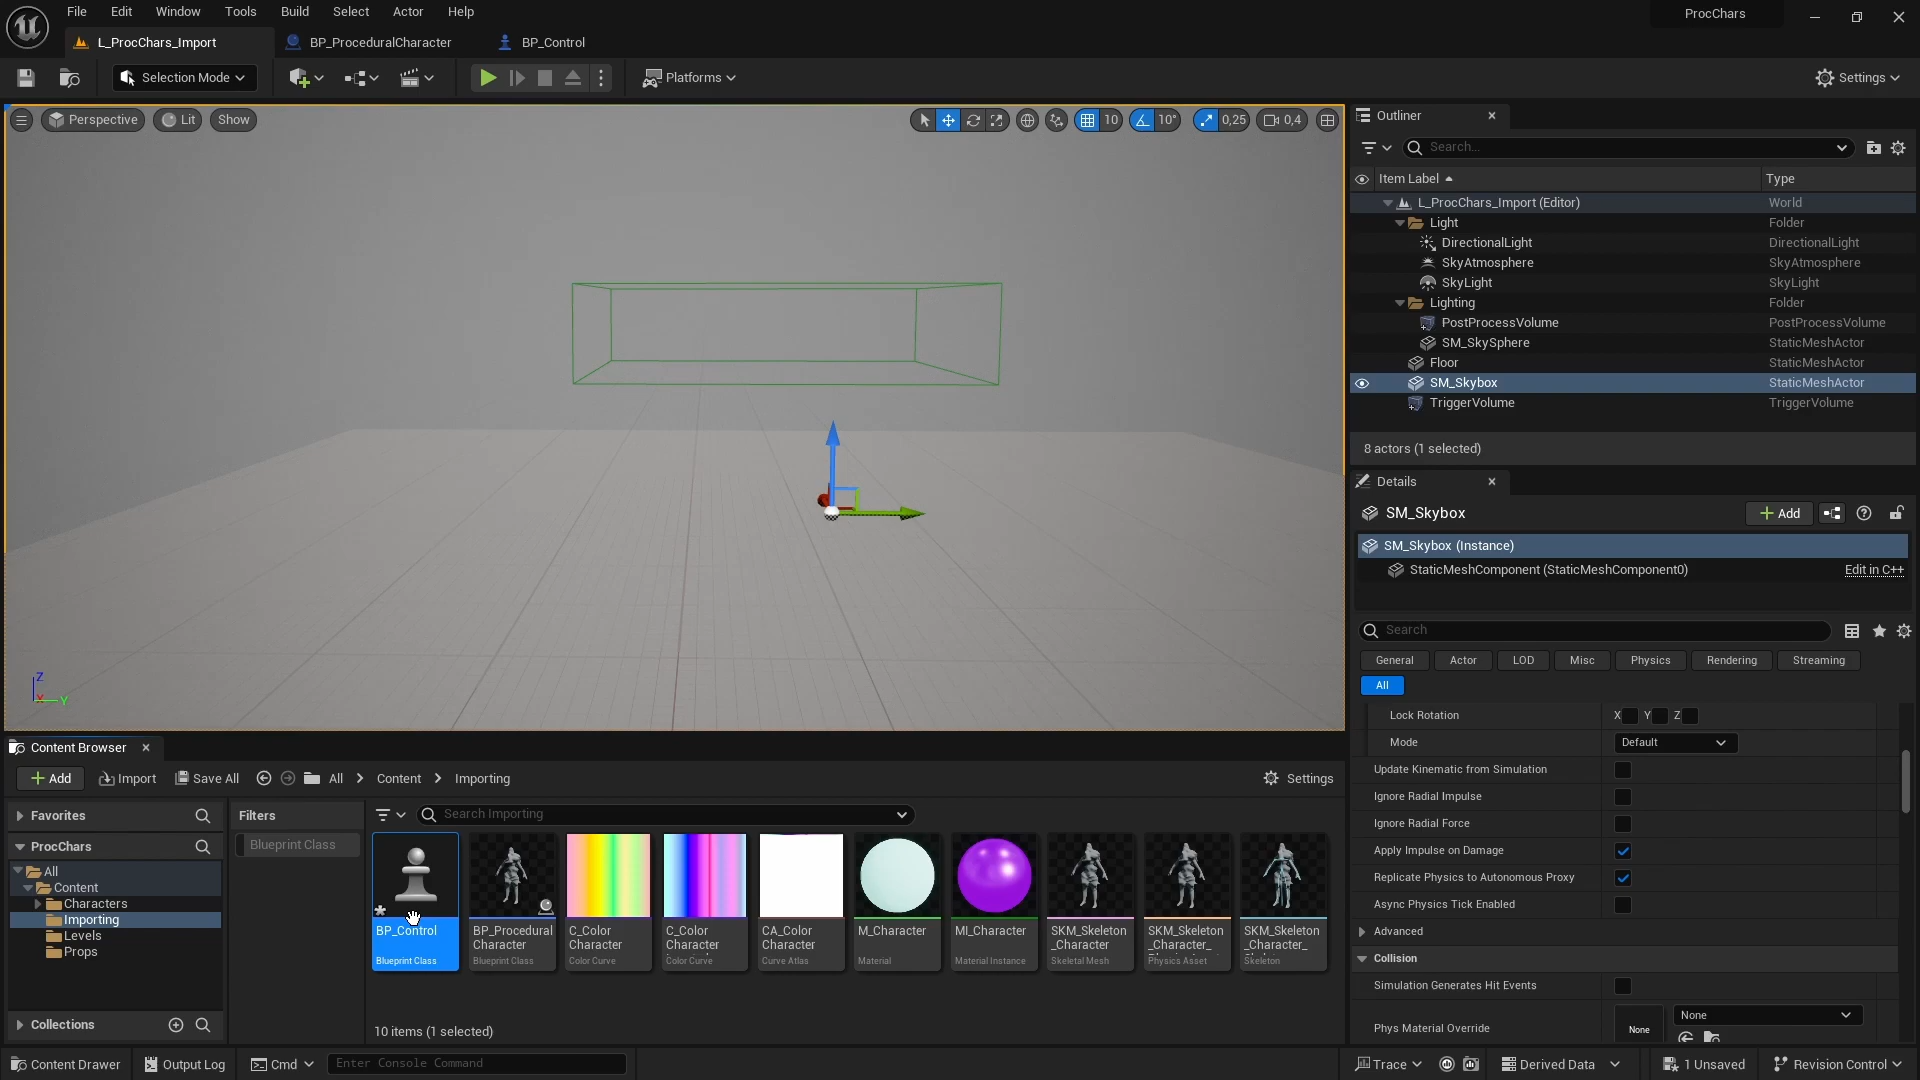 File Edit Window Tools Build Select Actor Help
ProcChars
L_ProcChars_Import BP_ProceduralCharacter BP_Control
Selection Mode Platforms Settings
Perspective Lit Show 10 10° 0,25 0,4
Z
X Y
Outliner
Search...
Item Label Type
L_ProcChars_Import (Editor) World
Light Folder
DirectionalLight DirectionalLight
SkyAtmosphere SkyAtmosphere
SkyLight SkyLight
Lighting Folder
PostProcessVolume PostProcessVolume
SM_SkySphere StaticMeshActor
Floor StaticMeshActor
SM_Skybox StaticMeshActor
TriggerVolume TriggerVolume
8 actors (1 selected)
Details
SM_Skybox Add
SM_Skybox (Instance)
StaticMeshComponent (StaticMeshComponent0) Edit in C++
Search
General Actor LOD Misc Physics Rendering Streaming
All
Lock Rotation X Y Z
Mode Default
Update Kinematic from Simulation
Ignore Radial Impulse
Ignore Radial Force
Apply Impulse on Damage
Replicate Physics to Autonomous Proxy
Async Physics Tick Enabled
Advanced
Collision
Simulation Generates Hit Events
Phys Material Override None None
Content Browser
Add Import Save All All Content Importing Settings
Favorites
ProcChars
All
Content
Characters
Importing
Levels
Props
Collections
Filters
Blueprint Class
Search Importing
BP_Control
Blueprint Class
BP_Procedural
Character
Blueprint Class
C_Color
Character
Color Curve
C_Color
Character
Color Curve
CA_Color
Character
Curve Atlas
M_Character
Material
MI_Character
Material Instance
SKM_Skeleton
_Character
Skeletal Mesh
SKM_Skeleton
_Character_
Physics Asset
SKM_Skeleton
_Character_
Skeleton
10 items (1 selected)
Content Drawer Output Log Cmd Enter Console Command Trace Derived Data 1 Unsaved Revision Control